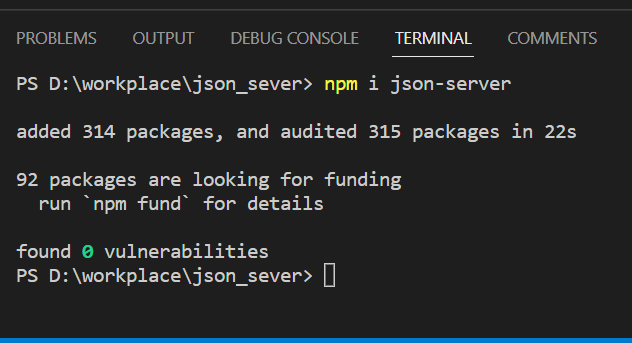 PROBLEMS OUTPUT DEBUG CONSOLE TERMINAL COMMENTS
PS D:\workplace\json_sever> npm i json-server
added 314 packages, and audited 315 packages in 22s
92 packages are looking for funding
  run `npm fund` for details
found 0 vulnerabilities
PS D:\workplace\json_sever>